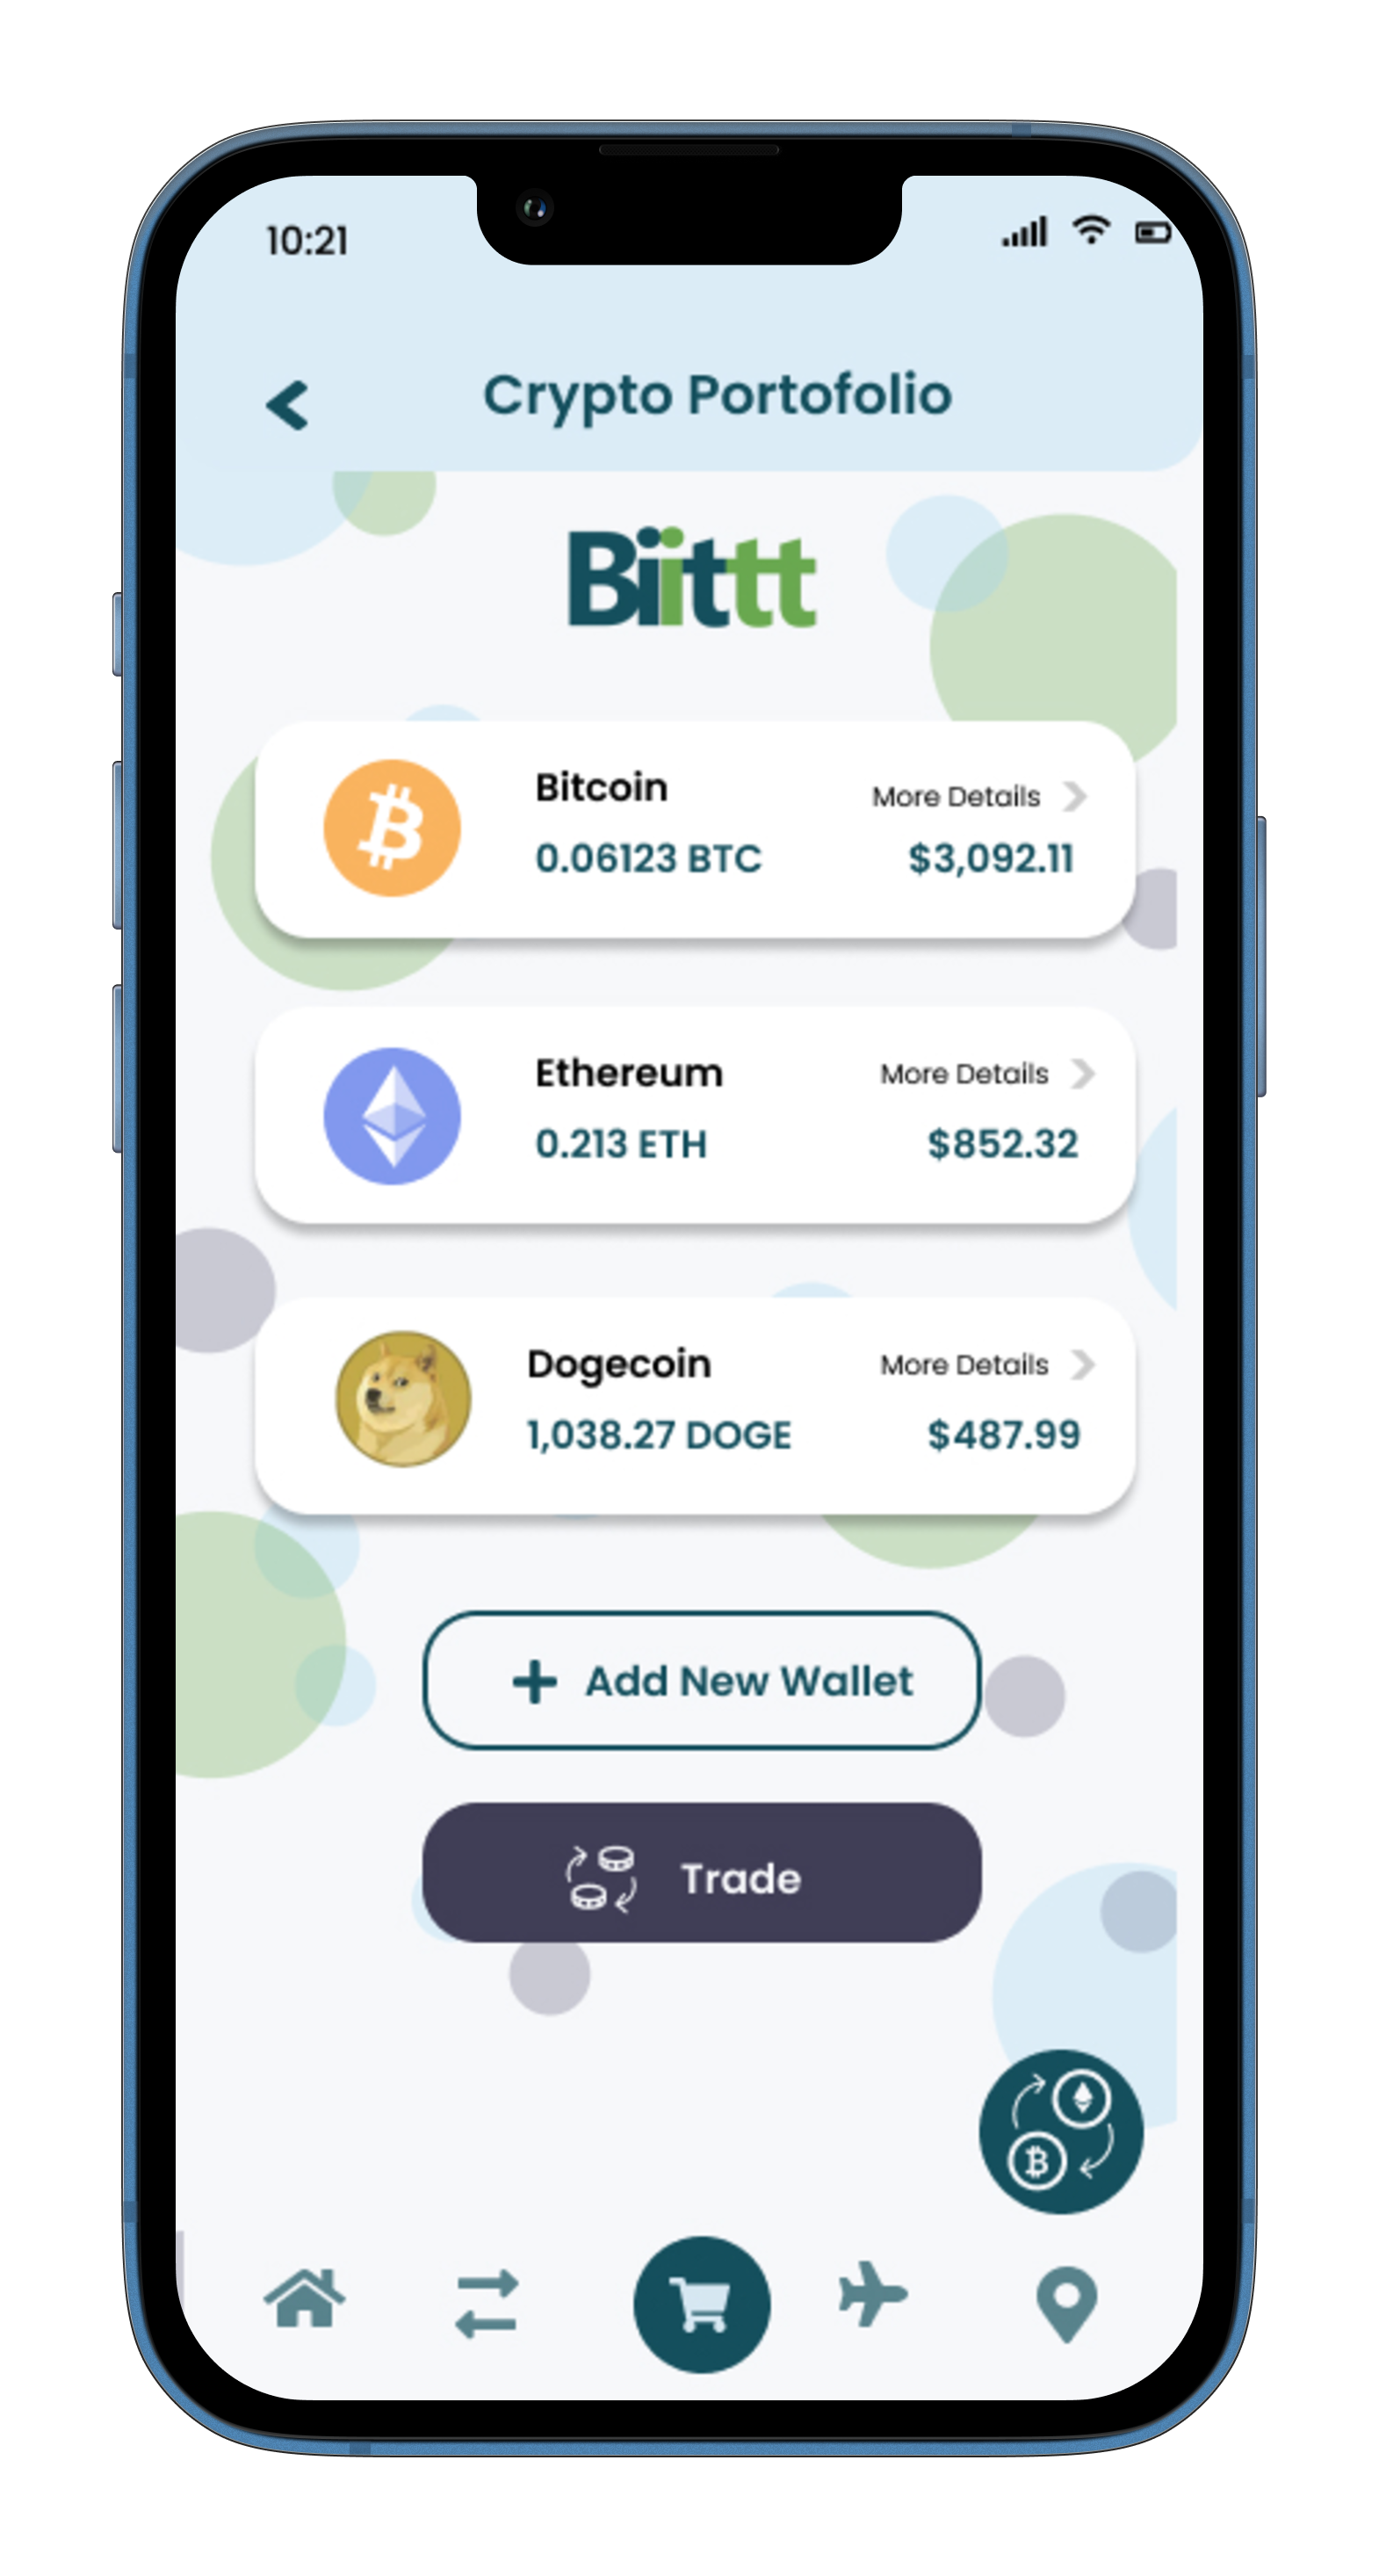 10:21
Crypto Portofolio
Biittt
Bitcoin
More Details
0.06123 BTC
$3,092.11
Ethereum
More Details
0.213 ETH
$852.32
Dogecoin
More Details
1,038.27 DOGE
$487.99
Add New Wallet
Trade